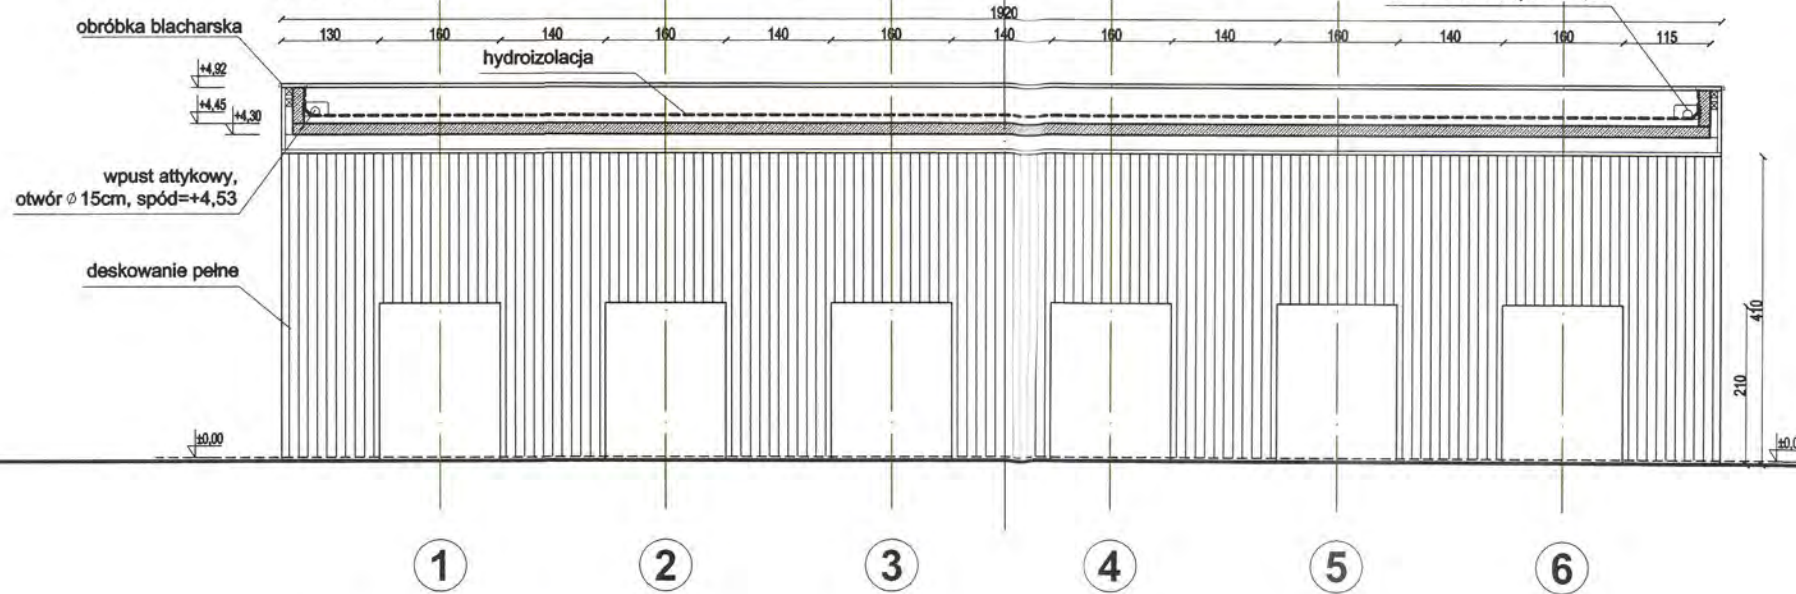 1920
obróbka blacharska
130 160 140 160 140 160 140 160 140 160 140 160 115
hydroizolacja
+4,92
+4,45
+4,30
wpust attykowy,
otwór ⌀ 15cm, spód=+4,53
deskowanie pełne
410
210
±0,00
1 2 3 4 5 6